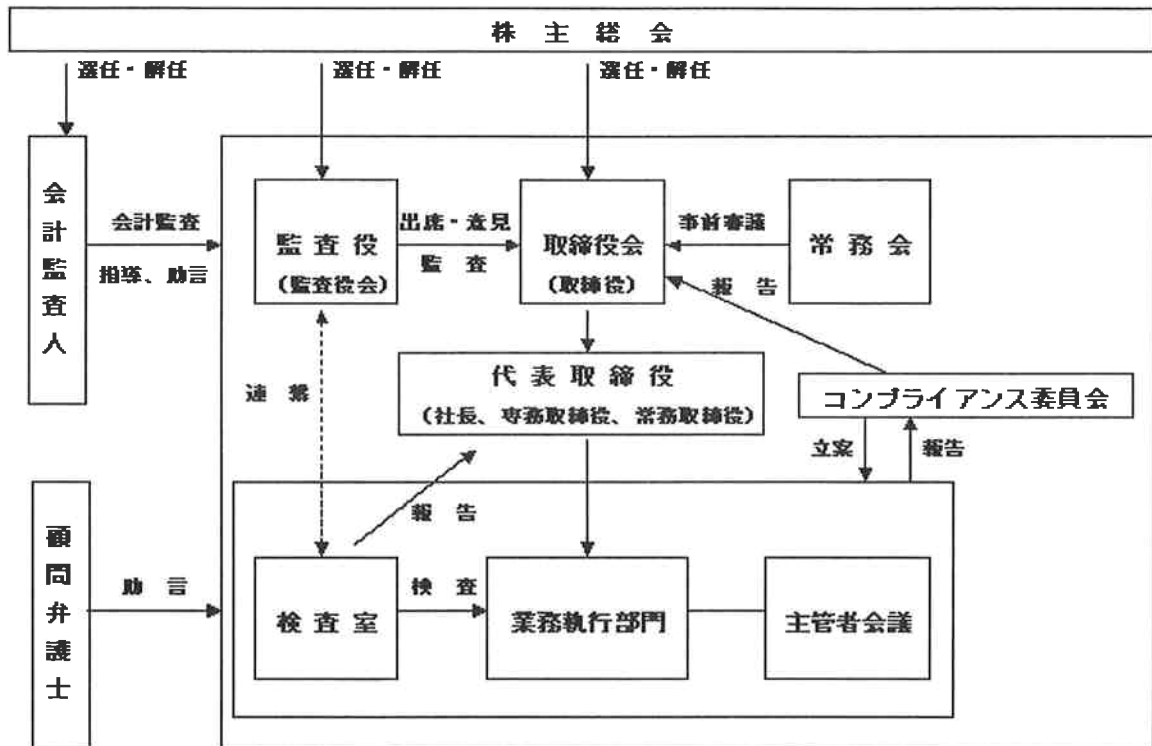 株主総会
選任・解任
選任・解任
選任・解任
会計監査人
会計監査
指導、助言
監査役
(監査役会)
出席・意見
監査
取締役会
(取締役)
事前審議
常務会
報告
代表取締役
(社長、専務取締役、常務取締役)
連繋
コンプライアンス委員会
立案
報告
報告
顧問弁護士
助言
検査室
検査
業務執行部門
主管者会議